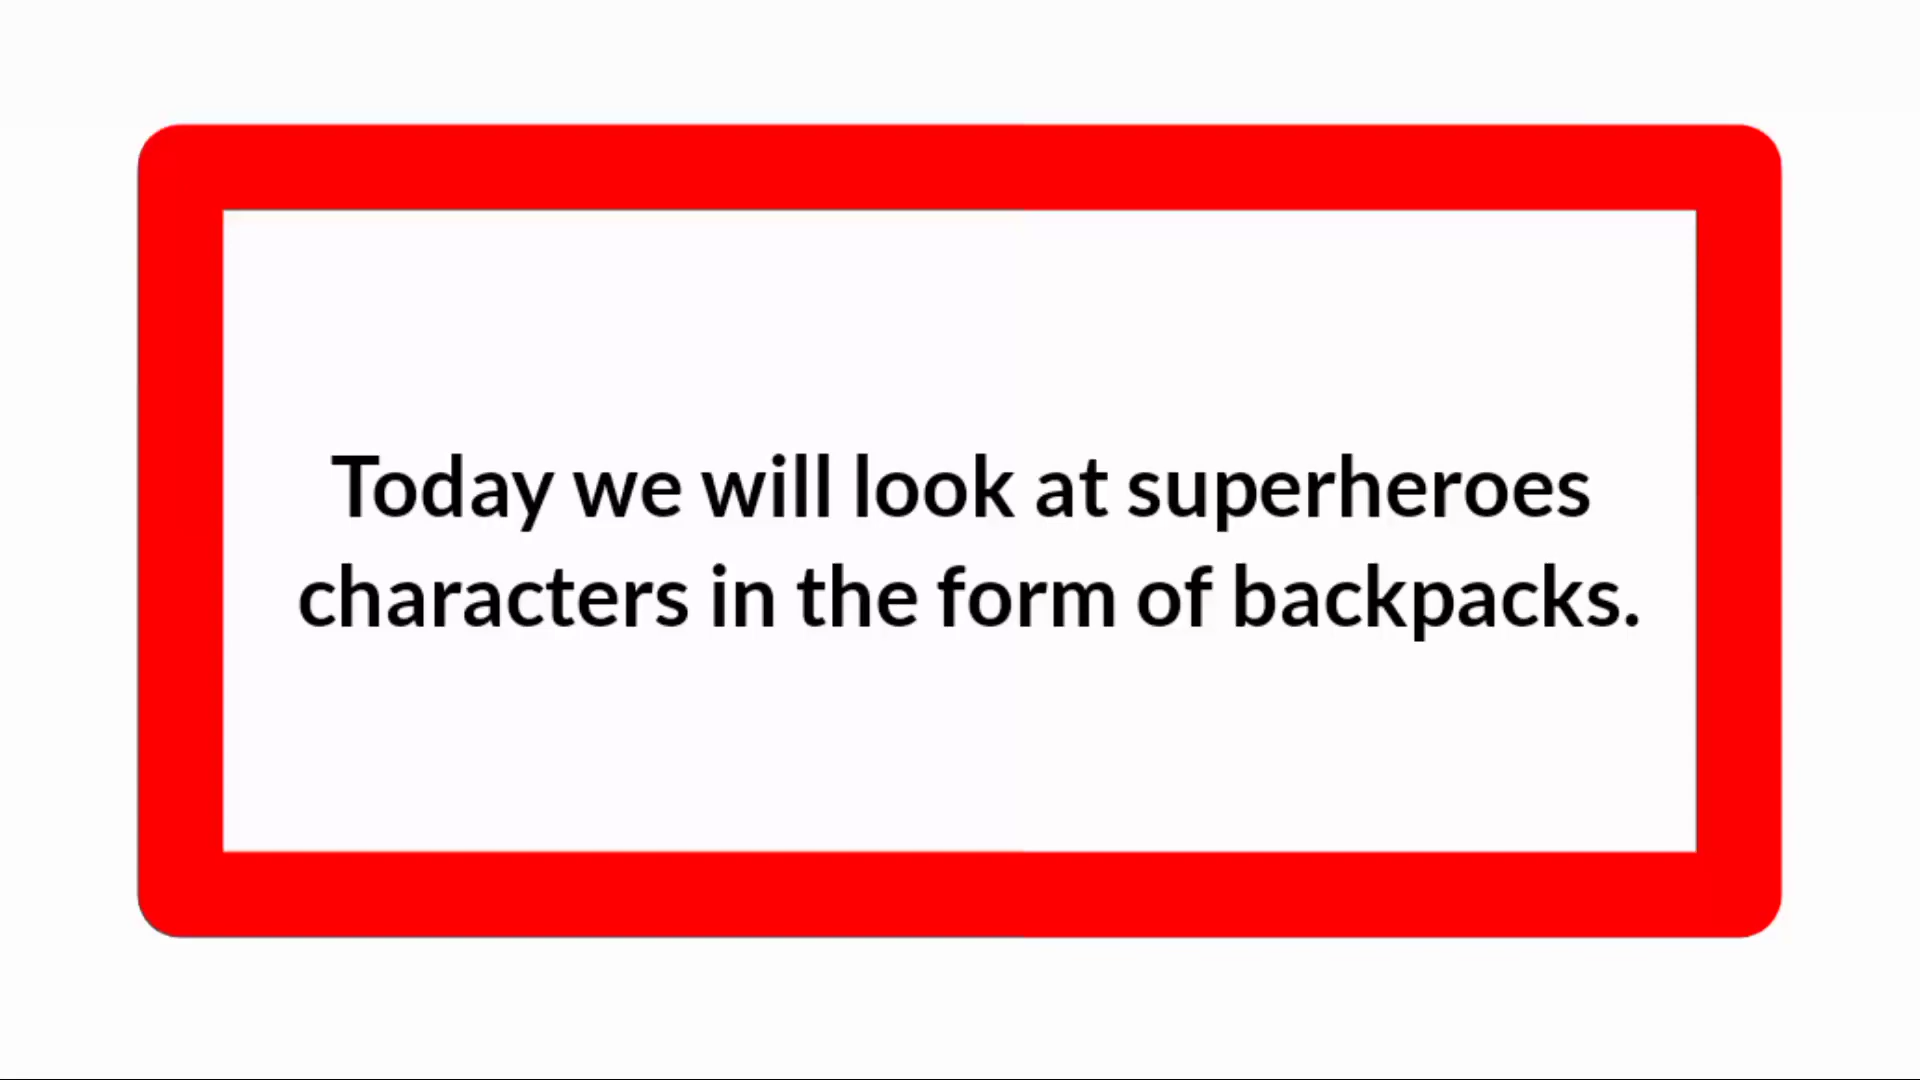 Today we will look at superheroes
characters in the form of backpacks.